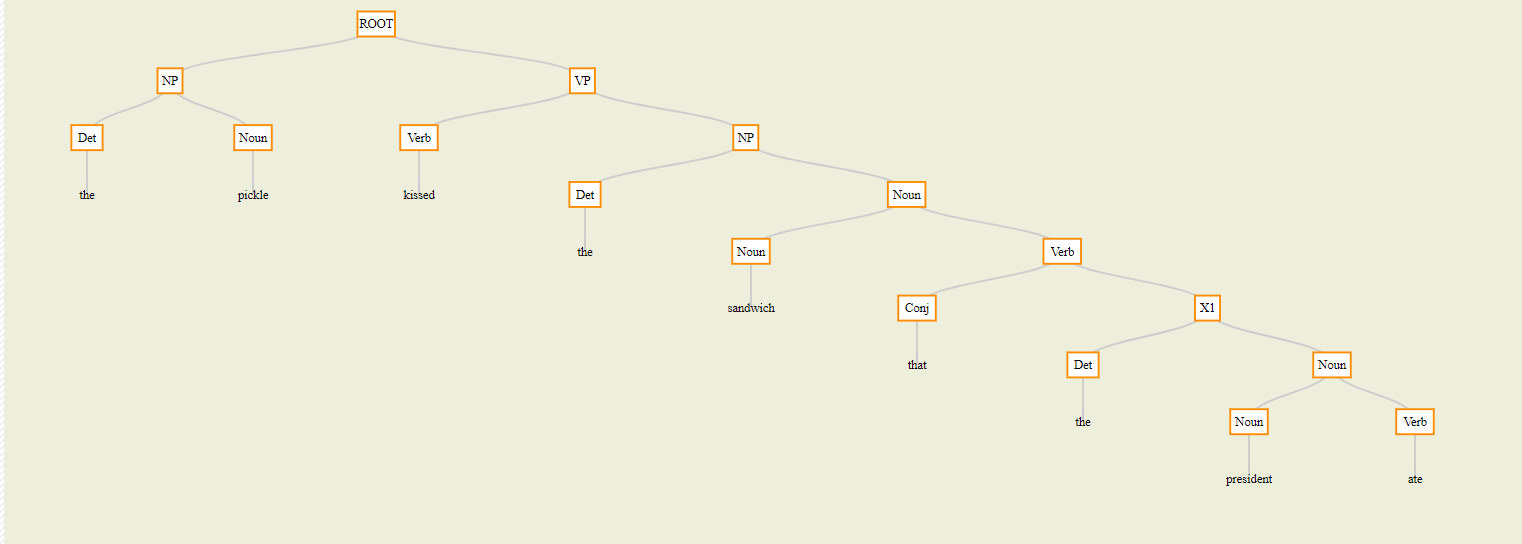 ROOT
NP VP
Det Noun Verb NP
the pickle kissed Det Noun
the Noun Verb
sandwich Conj X1
that Det Noun
the Noun Verb
president ate